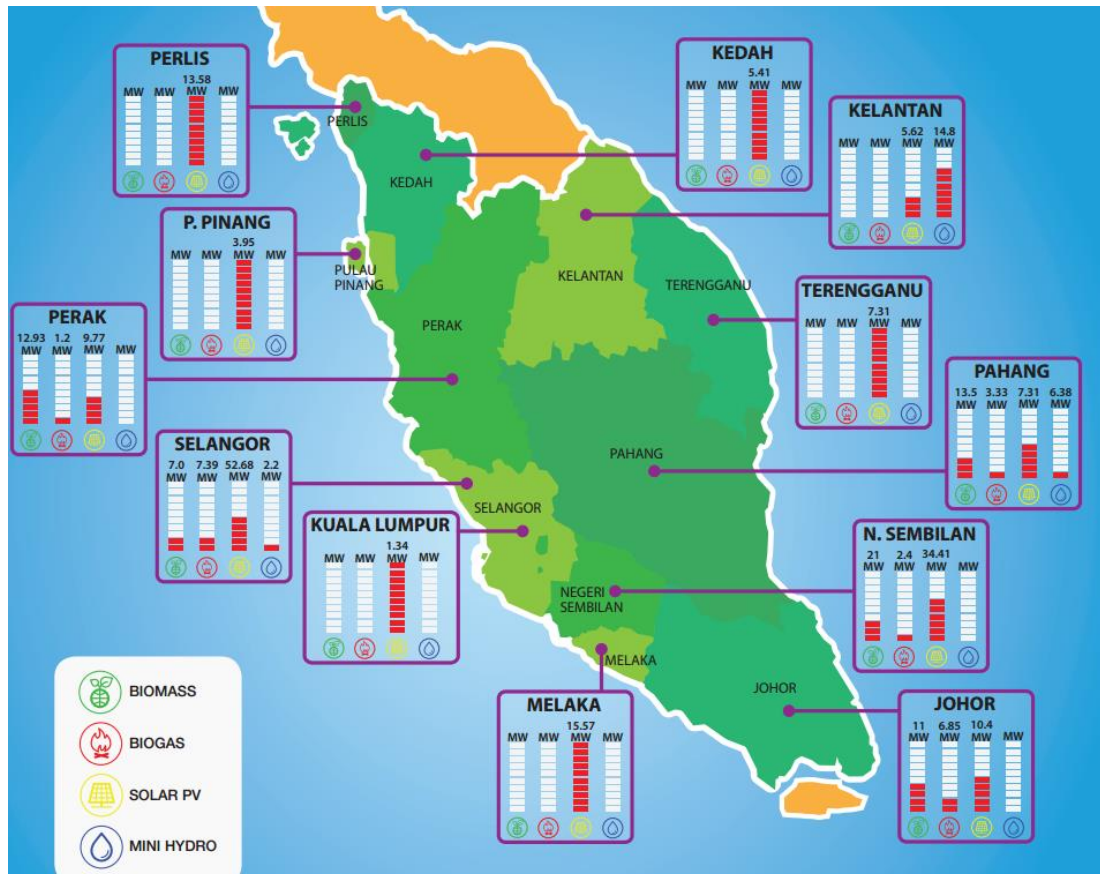 PERLIS
13.58
MW MW MW MW
KEDAH
5.41
MW MW MW MW
KELANTAN
5.62 14.8
MW MW MW MW
P. PINANG
3.95
MW MW MW MW
PERAK
12.93 1.2 9.77
MW MW MW MW
TERENGGANU
7.31
MW MW MW MW
PAHANG
13.5 3.33 7.31 6.38
MW MW MW MW
SELANGOR
7.0 7.39 52.68 2.2
MW MW MW MW
KUALA LUMPUR
1.34
MW MW MW MW
N. SEMBILAN
21 2.4 34.41
MW MW MW MW
MELAKA
15.57
MW MW MW MW
JOHOR
11 6.85 10.4
MW MW MW MW
PERLIS
KEDAH
PULAU
PINANG
PERAK
KELANTAN
TERENGGANU
PAHANG
SELANGOR
NEGERI
SEMBILAN
MELAKA
JOHOR
BIOMASS
BIOGAS
SOLAR PV
MINI HYDRO